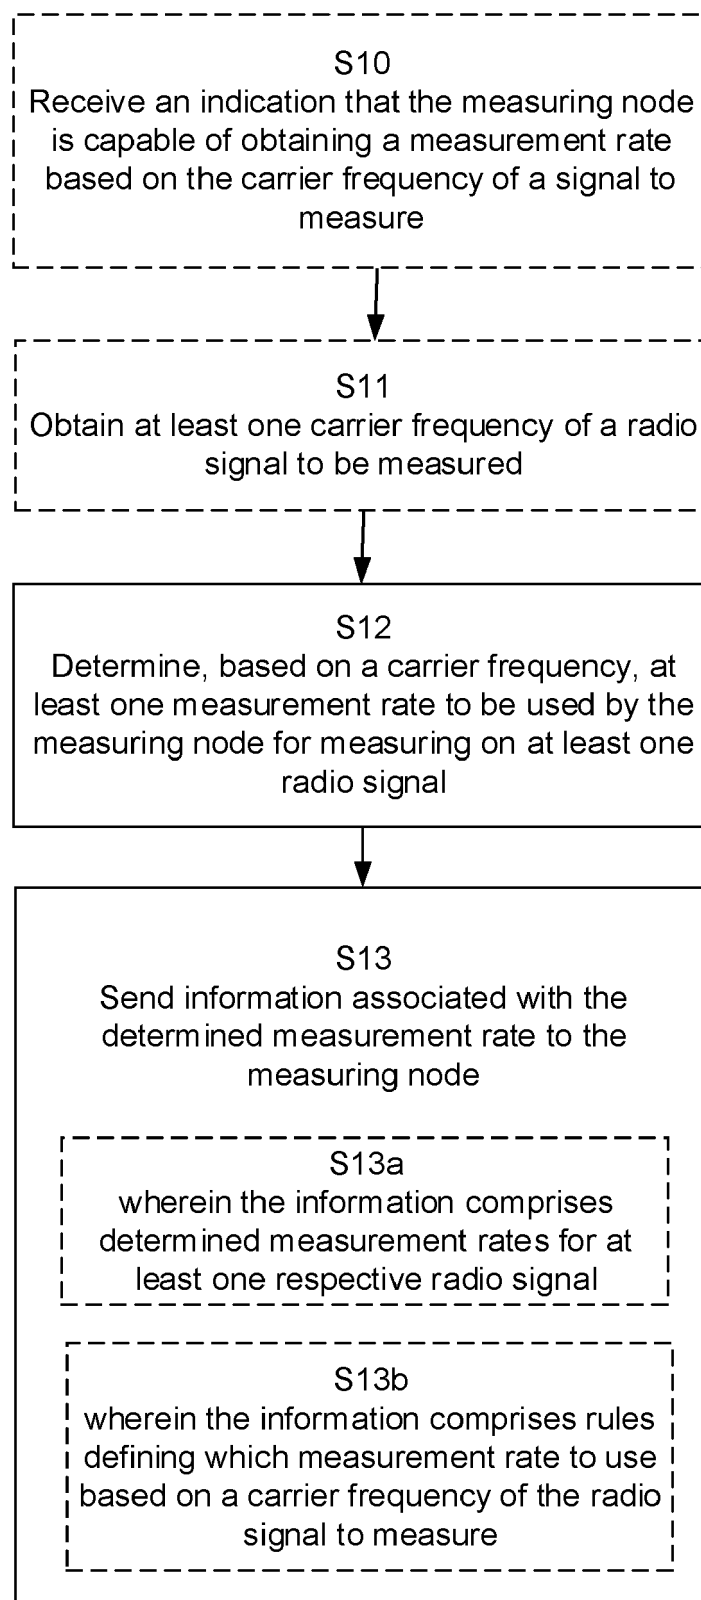 S10
Receive an indication that the measuring node
is capable of obtaining a measurement rate
based on the carrier frequency of a signal to
measure
S11
Obtain at least one carrier frequency of a radio
signal to be measured
S12
Determine, based on a carrier frequency, at
least one measurement rate to be used by the
measuring node for measuring on at least one
radio signal
S13
Send information associated with the
determined measurement rate to the
measuring node
S13a
wherein the information comprises
determined measurement rates for at
least one respective radio signal
S13b
wherein the information comprises rules
defining which measurement rate to use
based on a carrier frequency of the radio
signal to measure